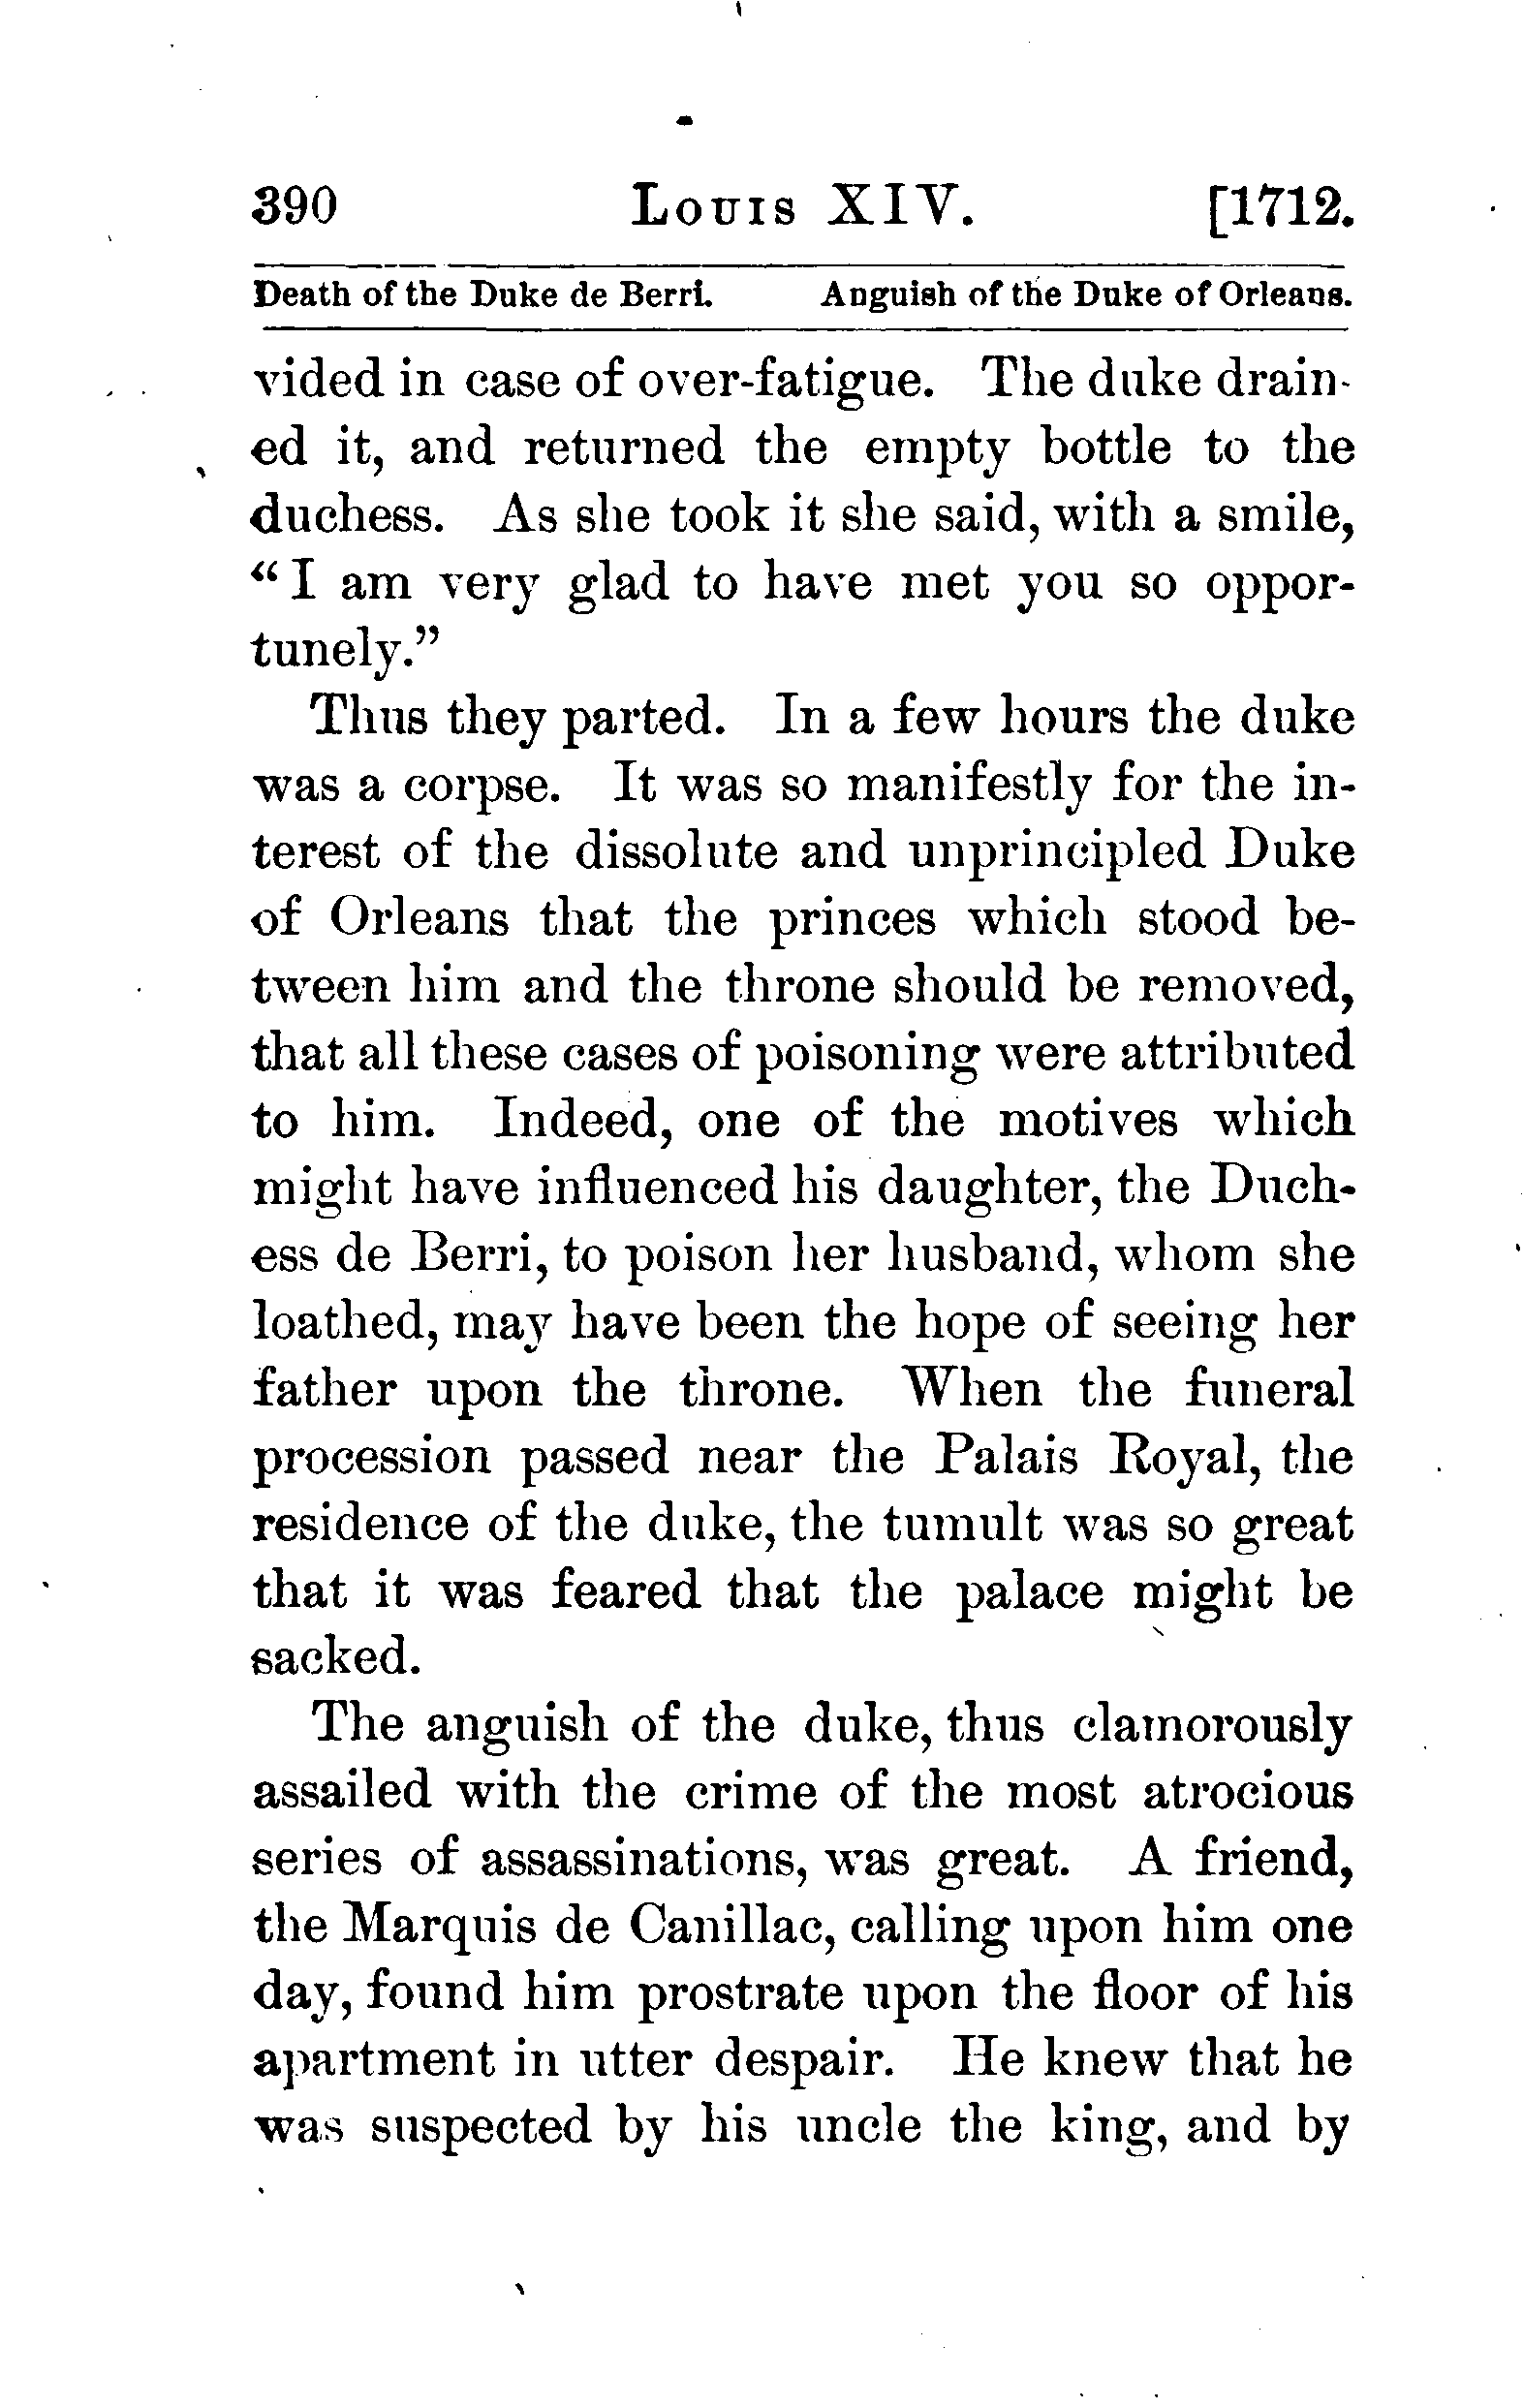 390 Louis XIV. [1712.
Death of the Duke de Berri. Anguish of the Duke of Orleans.
vided in case of over-fatigue. The duke drain-
ed it, and returned the empty bottle to the
duchess. As she took it she said, with a smile,
“I am very glad to have met you so oppor-
tunely.”
Thus they parted. In a few hours the duke
was a corpse. It was so manifestly for the in-
terest of the dissolute and unprincipled Duke
of Orleans that the princes which stood be-
tween him and the throne should be removed,
that all these cases of poisoning were attributed
to him. Indeed, one of the motives which
might have influenced his daughter, the Duch-
ess de Berri, to poison her husband, whom she
loathed, may have been the hope of seeing her
father upon the throne. When the funeral
procession passed near the Palais Royal, the
residence of the duke, the tumult was so great
that it was feared that the palace might be
sacked.
The anguish of the duke, thus clamorously
assailed with the crime of the most atrocious
series of assassinations, was great. A friend,
the Marquis de Canillac, calling upon him one
day, found him prostrate upon the floor of his
apartment in utter despair. He knew that he
was suspected by his uncle the king, and by